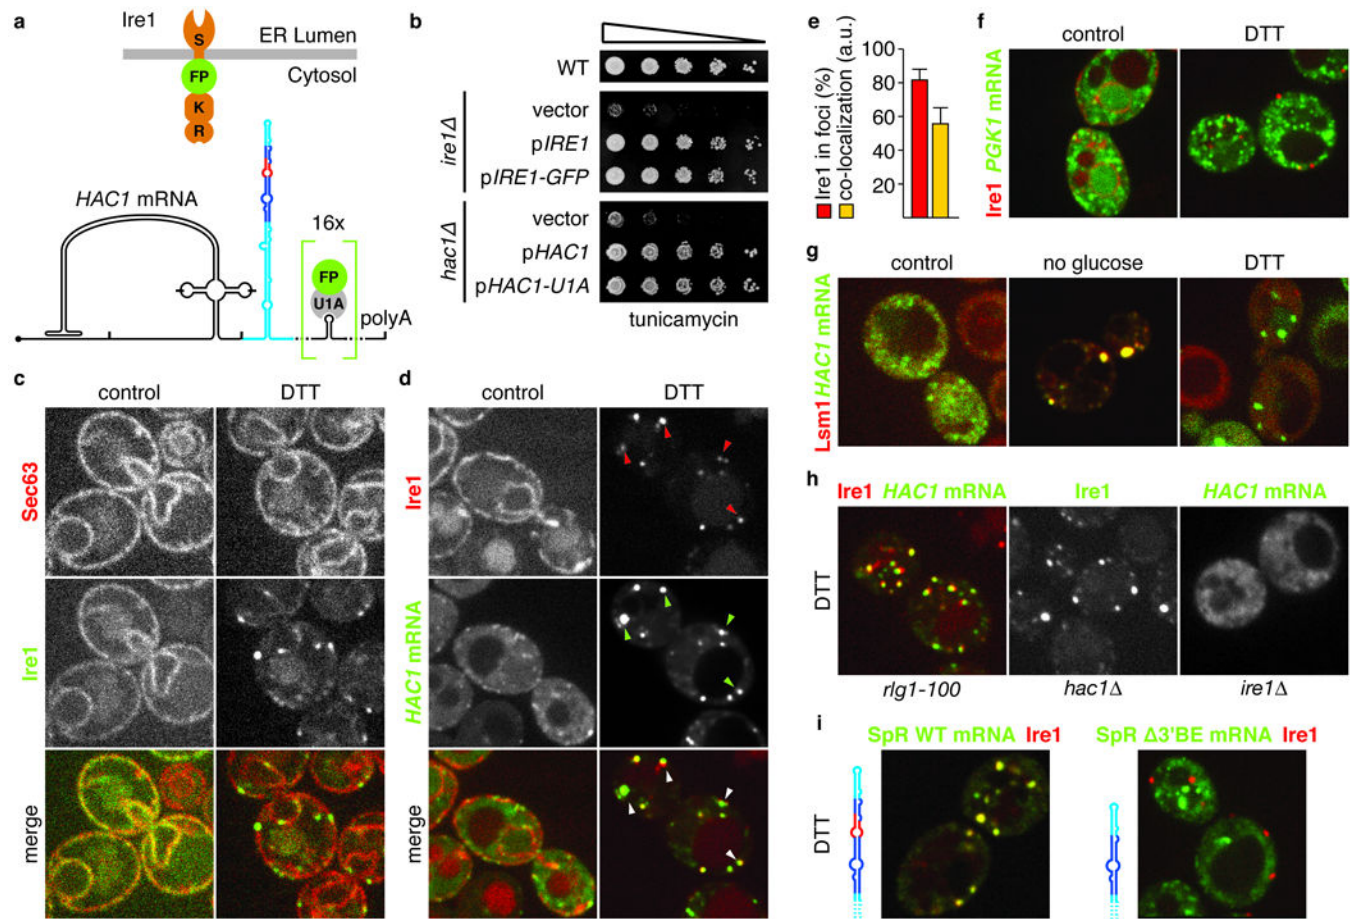 a
Ire1
S
ER Lumen
FP
Cytosol
K
R
HAC1 mRNA
16x
FP
U1A
polyA
b
WT
ire1Δ
vector
pIRE1
pIRE1-GFP
hac1Δ
vector
pHAC1
pHAC1-U1A
tunicamycin
c
control
DTT
Sec63
Ire1
merge
d
control
DTT
Ire1
HAC1 mRNA
merge
e
Ire1 in foci (%)
co-localization (a.u.)
100
80
60
40
20
f
control
DTT
Ire1 PGK1 mRNA
g
control
no glucose
DTT
Lsm1 HAC1 mRNA
h
Ire1 HAC1 mRNA
Ire1
HAC1 mRNA
DTT
rlg1-100
hac1Δ
ire1Δ
i
SpR WT mRNA Ire1
SpR Δ3'BE mRNA Ire1
DTT